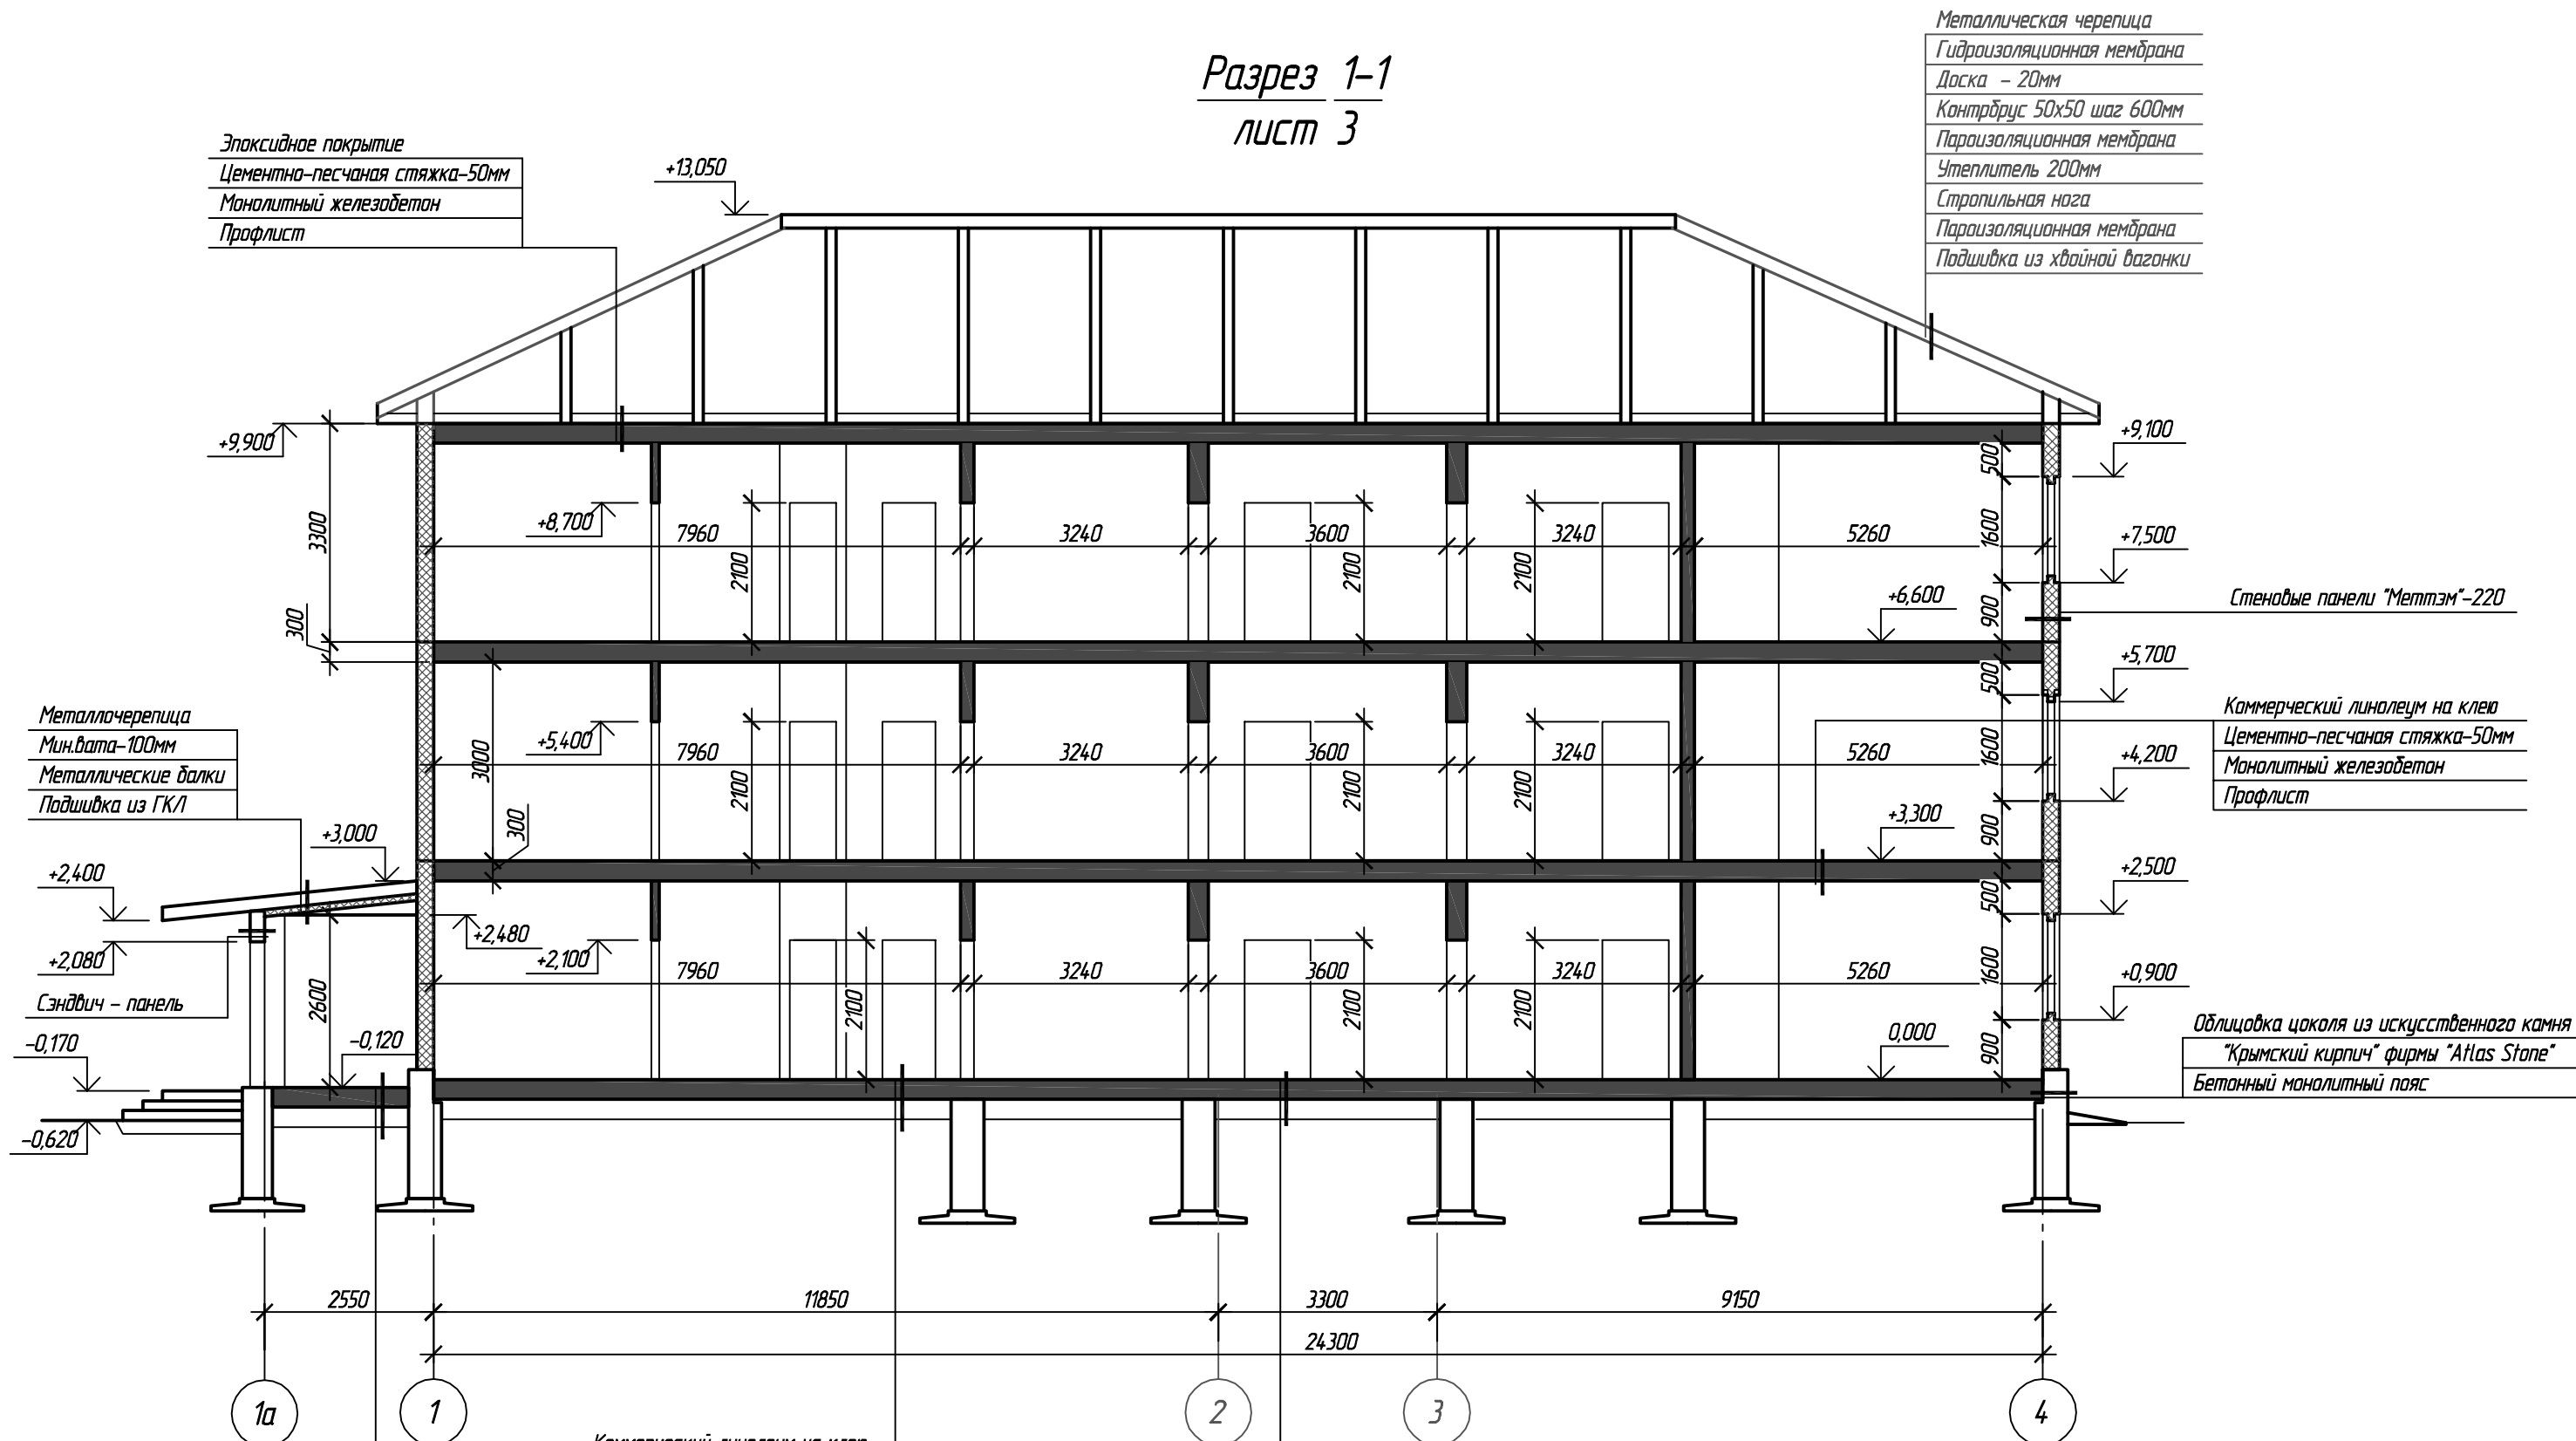 Разрез 1-1
лист 3
Металлическая черепица
Гидроизоляционная мембрана
Доска - 20мм
Контрбрус 50х50 шаг 600мм
Пароизоляционная мембрана
Утеплитель 200мм
Стропильная нога
Пароизоляционная мембрана
Подшивка из хвойной вагонки
Эпоксидное покрытие
Цементно-песчаная стяжка-50мм
Монолитный железобетон
Профлист
+13,050
+9,900
+9,100
500
+8,700
7960
3240
3600
3240
5260
3300
2100
2100
2100
1600
+7,500
+6,600
900
300
Стеновые панели "Меттэм"-220
+5,700
500
Металлочерепица
Мин.вата-100мм
Металлические балки
Подшивка из ГКЛ
+5,400
7960
3240
3600
3240
5260
3000
2100
2100
2100
1600
+4,200
Коммерческий линолеум на клею
Цементно-песчаная стяжка-50мм
Монолитный железобетон
Профлист
+3,300
900
300
+3,000
+2,400
+2,500
500
+2,480
+2,080
+2,100
7960
3240
3600
3240
5260
1600
+0,900
Сэндвич - панель
2600
2100
2100
2100
-0,170
-0,120
0,000
900
Облицовка цоколя из искусственного камня
"Крымский кирпич" фирмы "Atlas Stone"
Бетонный монолитный пояс
-0,620
2550
11850
3300
9150
24300
1а
1
2
3
4